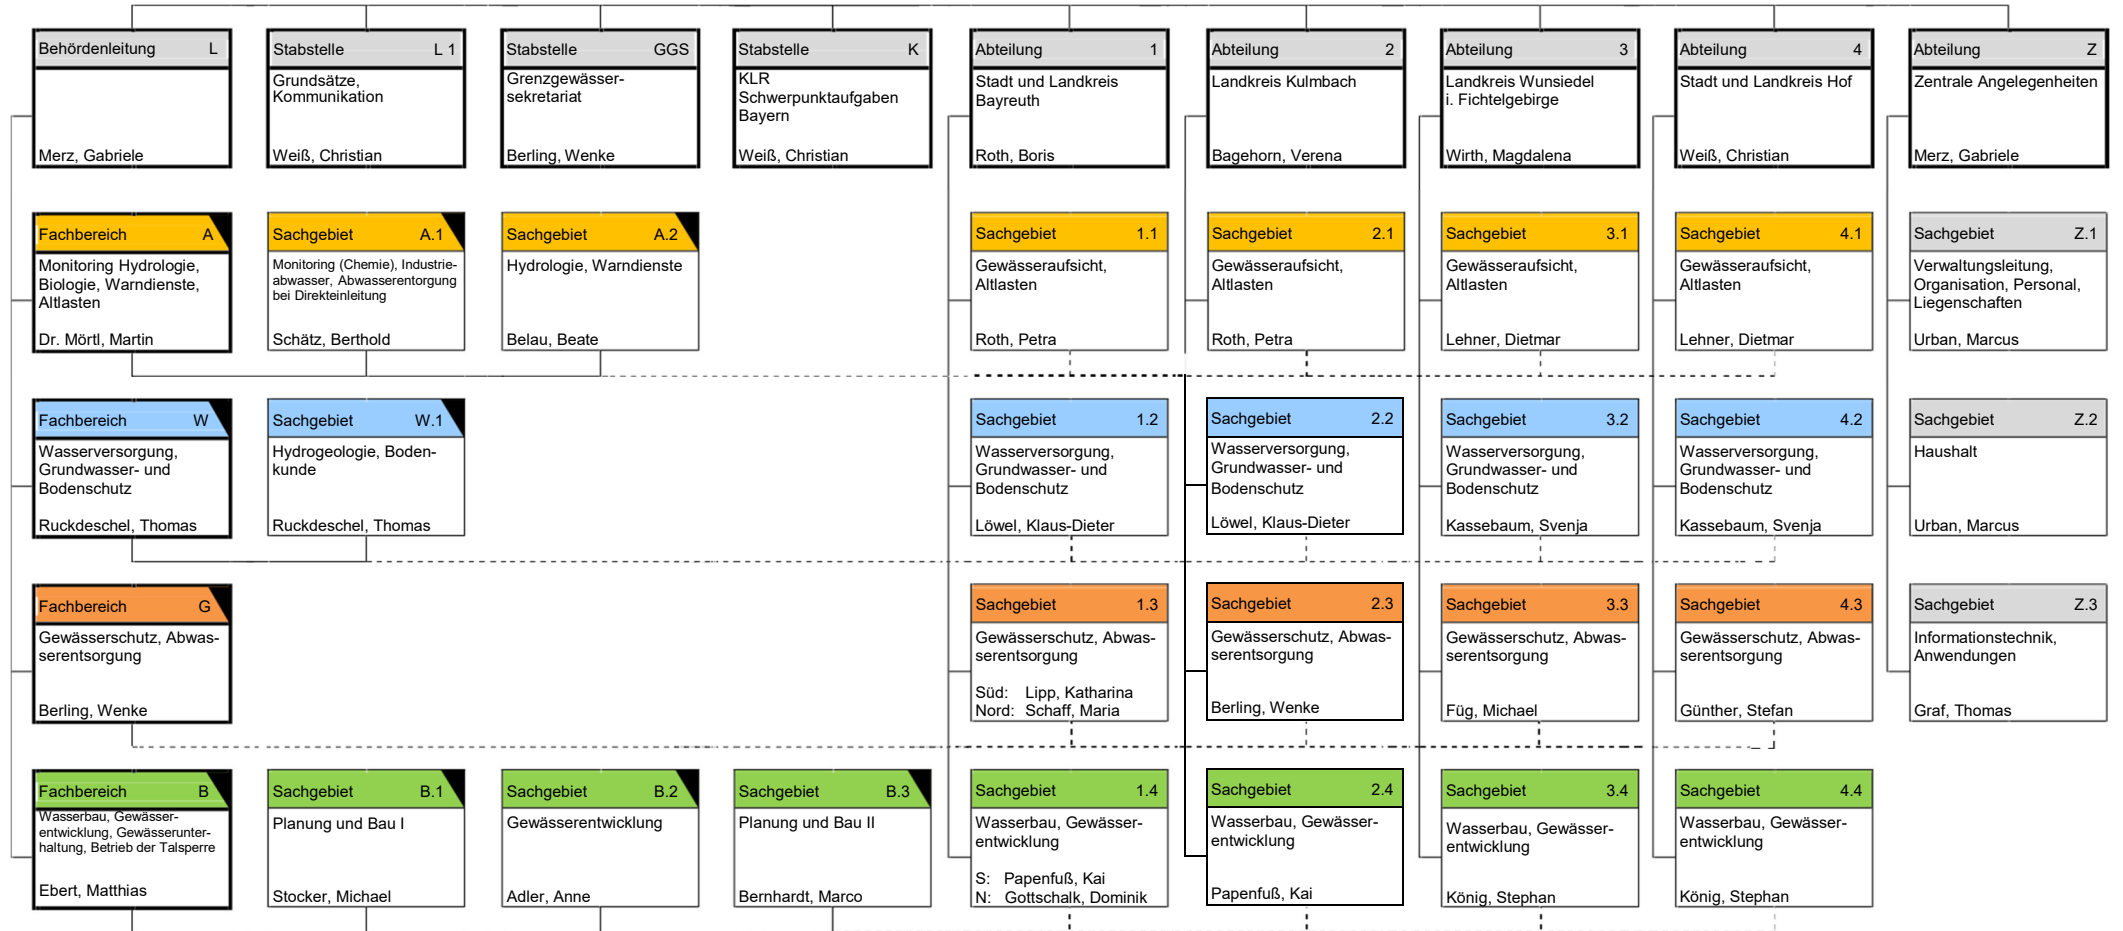 Behördenleitung L
Merz, Gabriele
Stabstelle L 1
Grundsätze,
Kommunikation
Weiß, Christian
Stabstelle GGS
Grenzgewässer-
sekretariat
Berling, Wenke
Stabstelle K
KLR
Schwerpunktaufgaben
Bayern
Weiß, Christian
Abteilung 1
Stadt und Landkreis
Bayreuth
Roth, Boris
Abteilung 2
Landkreis Kulmbach
Bagehorn, Verena
Abteilung 3
Landkreis Wunsiedel
i. Fichtelgebirge
Wirth, Magdalena
Abteilung 4
Stadt und Landkreis Hof
Weiß, Christian
Abteilung Z
Zentrale Angelegenheiten
Merz, Gabriele
Fachbereich A
Monitoring Hydrologie,
Biologie, Warndienste,
Altlasten
Dr. Mörtl, Martin
Sachgebiet A.1
Monitoring (Chemie), Industrie-
abwasser, Abwasserentorgung
bei Direkteinleitung
Schätz, Berthold
Sachgebiet A.2
Hydrologie, Warndienste
Belau, Beate
Sachgebiet 1.1
Gewässeraufsicht,
Altlasten
Roth, Petra
Sachgebiet 2.1
Gewässeraufsicht,
Altlasten
Roth, Petra
Sachgebiet 3.1
Gewässeraufsicht,
Altlasten
Lehner, Dietmar
Sachgebiet 4.1
Gewässeraufsicht,
Altlasten
Lehner, Dietmar
Sachgebiet Z.1
Verwaltungsleitung,
Organisation, Personal,
Liegenschaften
Urban, Marcus
Fachbereich W
Wasserversorgung,
Grundwasser- und
Bodenschutz
Ruckdeschel, Thomas
Sachgebiet W.1
Hydrogeologie, Boden-
kunde
Ruckdeschel, Thomas
Sachgebiet 1.2
Wasserversorgung,
Grundwasser- und
Bodenschutz
Löwel, Klaus-Dieter
Sachgebiet 2.2
Wasserversorgung,
Grundwasser- und
Bodenschutz
Löwel, Klaus-Dieter
Sachgebiet 3.2
Wasserversorgung,
Grundwasser- und
Bodenschutz
Kassebaum, Svenja
Sachgebiet 4.2
Wasserversorgung,
Grundwasser- und
Bodenschutz
Kassebaum, Svenja
Sachgebiet Z.2
Haushalt
Urban, Marcus
Fachbereich G
Gewässerschutz, Abwas-
serentsorgung
Berling, Wenke
Sachgebiet 1.3
Gewässerschutz, Abwas-
serentsorgung
Süd: Lipp, Katharina
Nord: Schaff, Maria
Sachgebiet 2.3
Gewässerschutz, Abwas-
serentsorgung
Berling, Wenke
Sachgebiet 3.3
Gewässerschutz, Abwas-
serentsorgung
Füg, Michael
Sachgebiet 4.3
Gewässerschutz, Abwas-
serentsorgung
Günther, Stefan
Sachgebiet Z.3
Informationstechnik,
Anwendungen
Graf, Thomas
Fachbereich B
Wasserbau, Gewässer-
entwicklung, Gewässerunter-
haltung, Betrieb der Talsperre
Ebert, Matthias
Sachgebiet B.1
Planung und Bau I
Stocker, Michael
Sachgebiet B.2
Gewässerentwicklung
Adler, Anne
Sachgebiet B.3
Planung und Bau II
Bernhardt, Marco
Sachgebiet 1.4
Wasserbau, Gewässer-
entwicklung
S: Papenfuß, Kai
N: Gottschalk, Dominik
Sachgebiet 2.4
Wasserbau, Gewässer-
entwicklung
Papenfuß, Kai
Sachgebiet 3.4
Wasserbau, Gewässer-
entwicklung
König, Stephan
Sachgebiet 4.4
Wasserbau, Gewässer-
entwicklung
König, Stephan